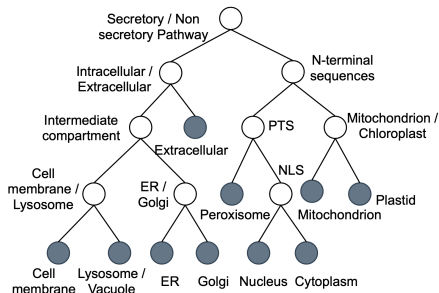 Secretory / Non
secretory Pathway
Intracellular /
Extracellular
N-terminal
sequences
Intermediate
compartment
Extracellular
PTS
Mitochondrion /
Chloroplast
Cell
membrane /
Lysosome
ER /
Golgi
NLS
Peroxisome
Mitochondrion
Plastid
Cell
membrane
Lysosome /
Vacuole
ER
Golgi
Nucleus
Cytoplasm